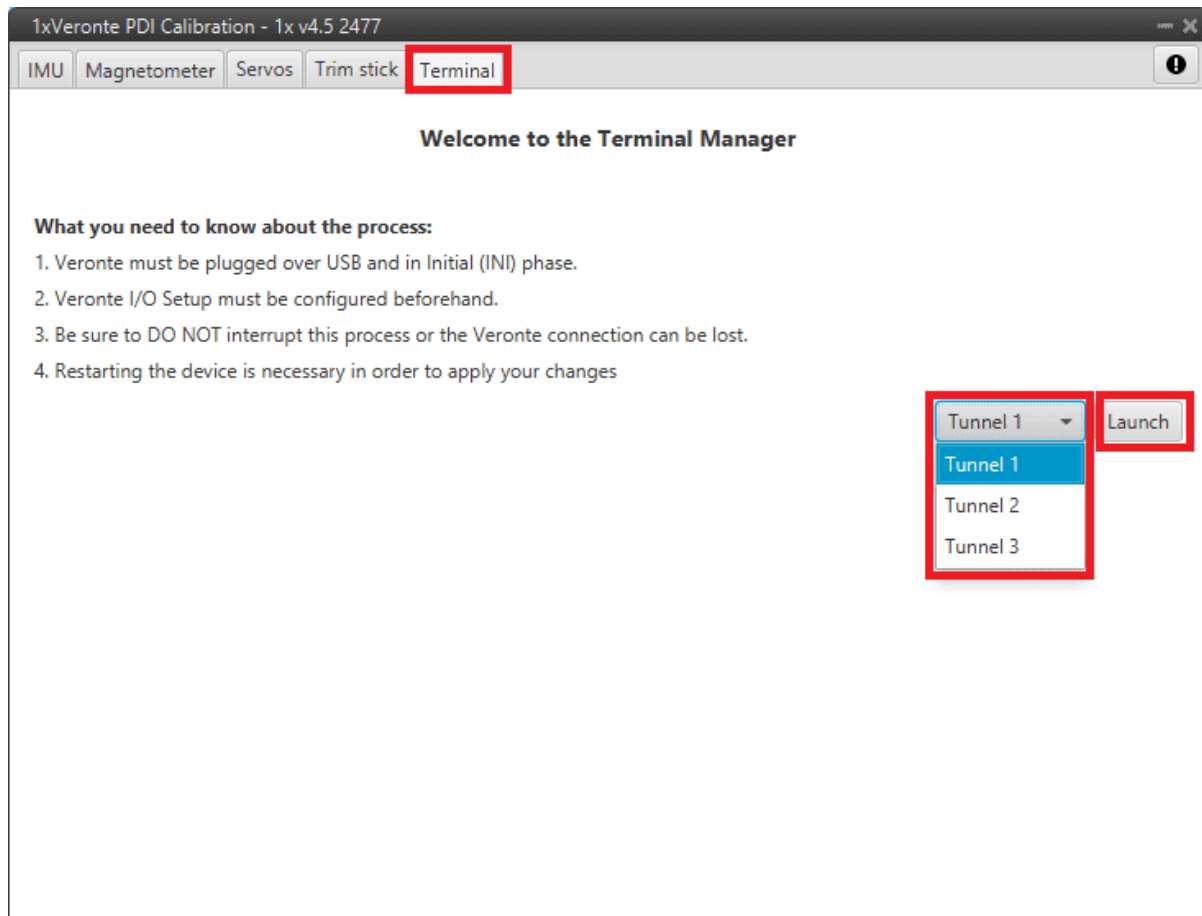 1xVeronte PDI Calibration - 1x v4.5 2477
IMU Magnetometer Servos Trim stick Terminal
Welcome to the Terminal Manager
What you need to know about the process:
1. Veronte must be plugged over USB and in Initial (INI) phase.
2. Veronte I/O Setup must be configured beforehand.
3. Be sure to DO NOT interrupt this process or the Veronte connection can be lost.
4. Restarting the device is necessary in order to apply your changes
Tunnel 1 Launch
Tunnel 1
Tunnel 2
Tunnel 3